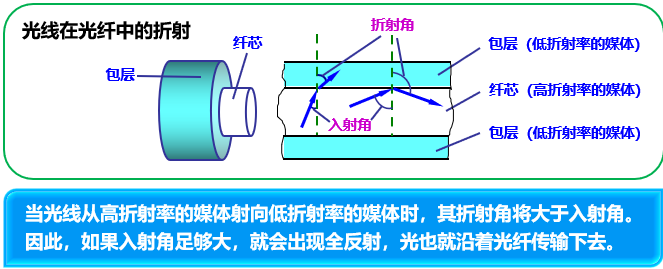 光线在光纤中的折射
折射角
纤芯
包层
包层 (低折射率的媒体)
纤芯 (高折射率的媒体)
入射角
包层 (低折射率的媒体)
当光线从高折射率的媒体射向低折射率的媒体时，其折射角将大于入射角。
因此，如果入射角足够大，就会出现全反射，光也就沿着光纤传输下去。